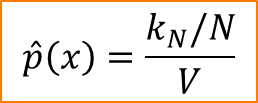 p̂(x) = (k_N/N)/V